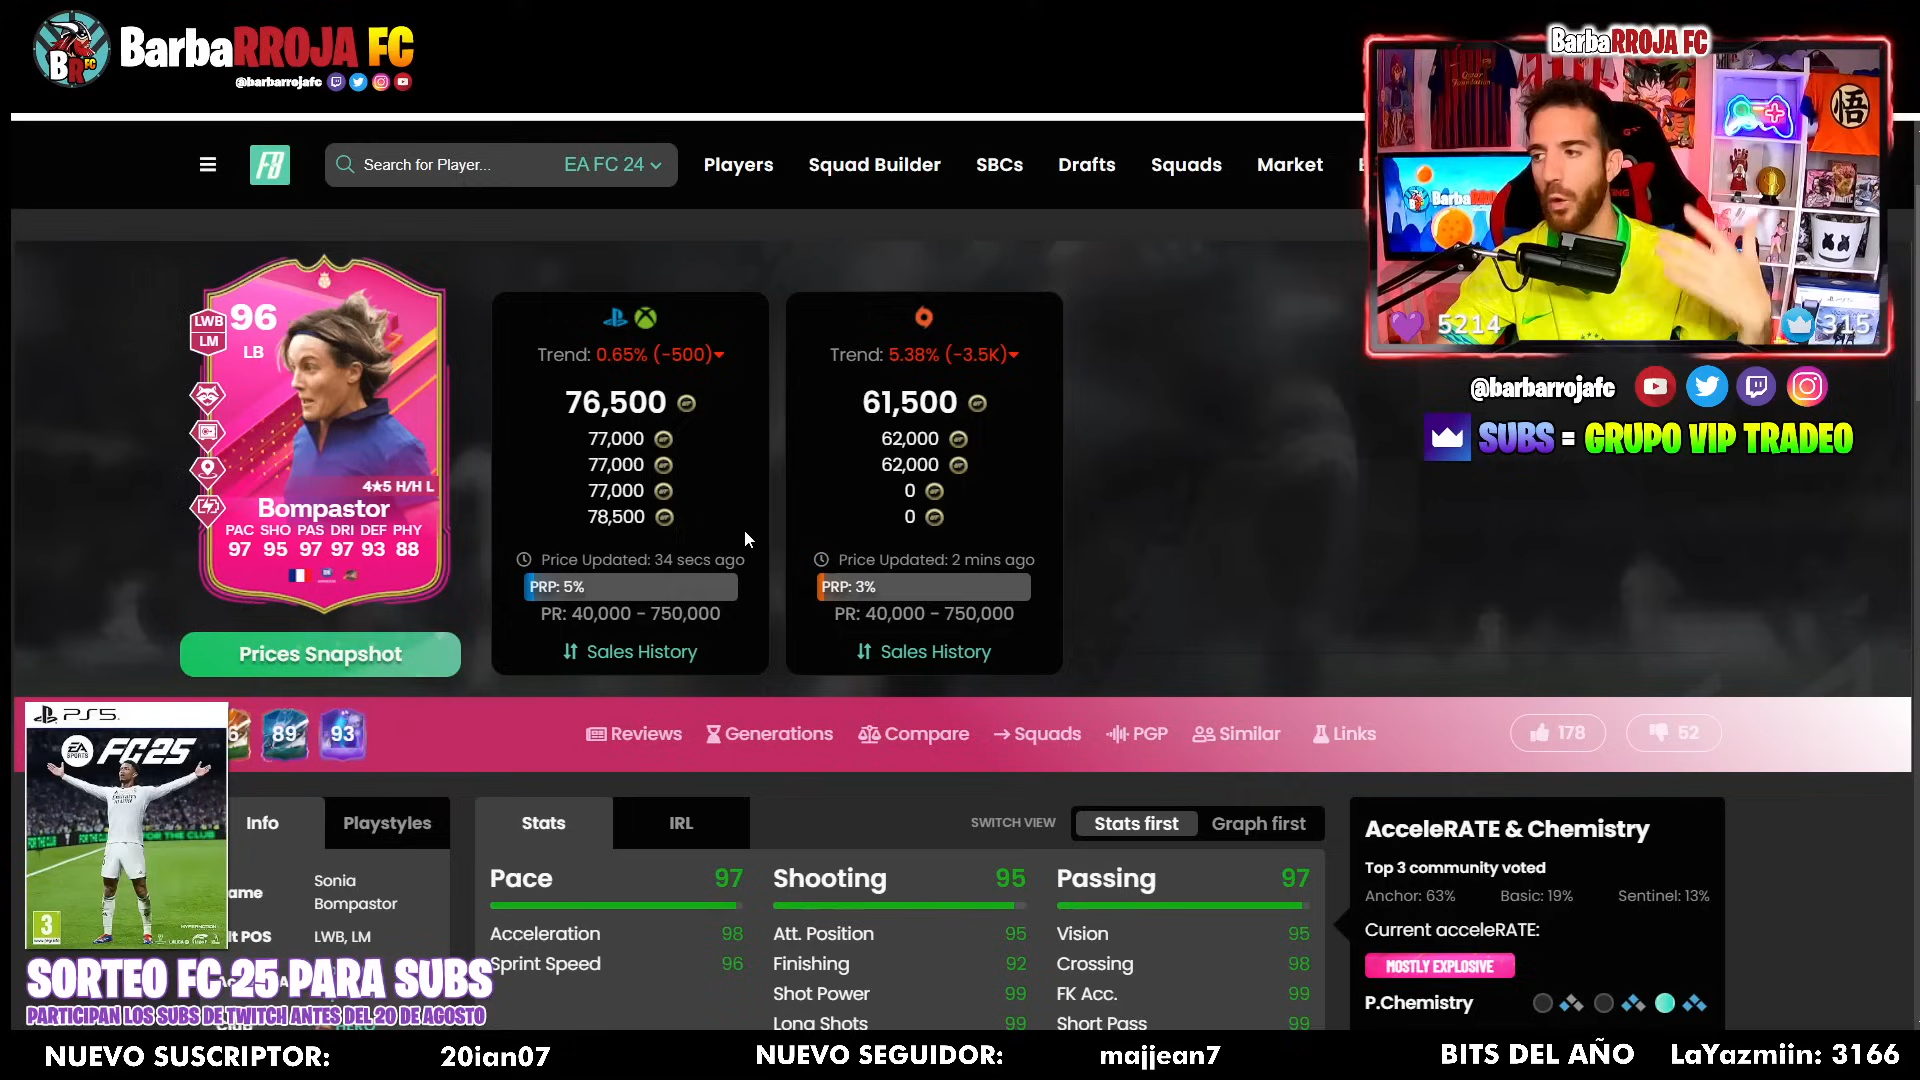 BarbaRROJA FC
@barbarrojafc
BarbaRROJA FC
Search for Player...
EA FC 24
Players
Squad Builder
SBCs
Drafts
Squads
Market
Qatar
Foundation
悟
5214
315
@barbarrojafc
SUBS = GRUPO VIP TRADEO
LWB
LM
96
LB
4★5 H/H L
Bompastor
PAC SHO PAS DRI DEF PHY
97 95 97 97 93 88
Prices Snapshot
Trend: 0.65% (-500)
76,500
77,000
77,000
77,000
78,500
Price Updated: 34 secs ago
PRP: 5%
PR: 40,000 - 750,000
Sales History
Trend: 5.38% (-3.5K)
61,500
62,000
62,000
0
0
Price Updated: 2 mins ago
PRP: 3%
PR: 40,000 - 750,000
Sales History
89
93
Reviews
Generations
Compare
Squads
PGP
Similar
Links
178
52
PS5
EA SPORTS FC25
FOR THE CLUB
3
Info
Playstyles
Sonia
Bompastor
LWB, LM
Stats
IRL
SWITCH VIEW
Stats first
Graph first
Pace 97
Acceleration 98
Sprint Speed 96
Shooting 95
Att. Position 95
Finishing 92
Shot Power 99
Long Shots 99
Passing 97
Vision 95
Crossing 98
FK Acc. 99
Short Pass 99
AcceleRATE & Chemistry
Top 3 community voted
Anchor: 63%
Basic: 19%
Sentinel: 13%
Current acceleRATE:
MOSTLY EXPLOSIVE
P.Chemistry
SORTEO FC 25 PARA SUBS
PARTICIPAN LOS SUBS DE TWITCH ANTES DEL 20 DE AGOSTO
NUEVO SUSCRIPTOR: 20ian07
NUEVO SEGUIDOR: majjean7
BITS DEL AÑO LaYazmiin: 3166